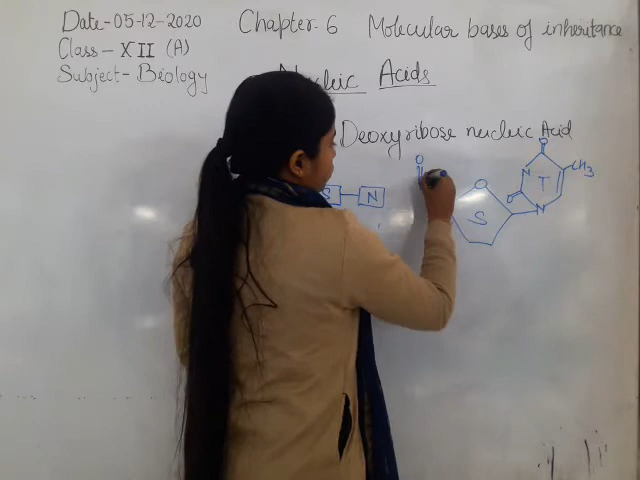 Date-05-12-2020
Chapter-6 Molecular bases of inheritance
Class-XII (A)
Subject-Biology
Acids
Deoxyribose nucleic Acid
O
O
CH3
N
T
S
N
O
O
S
N